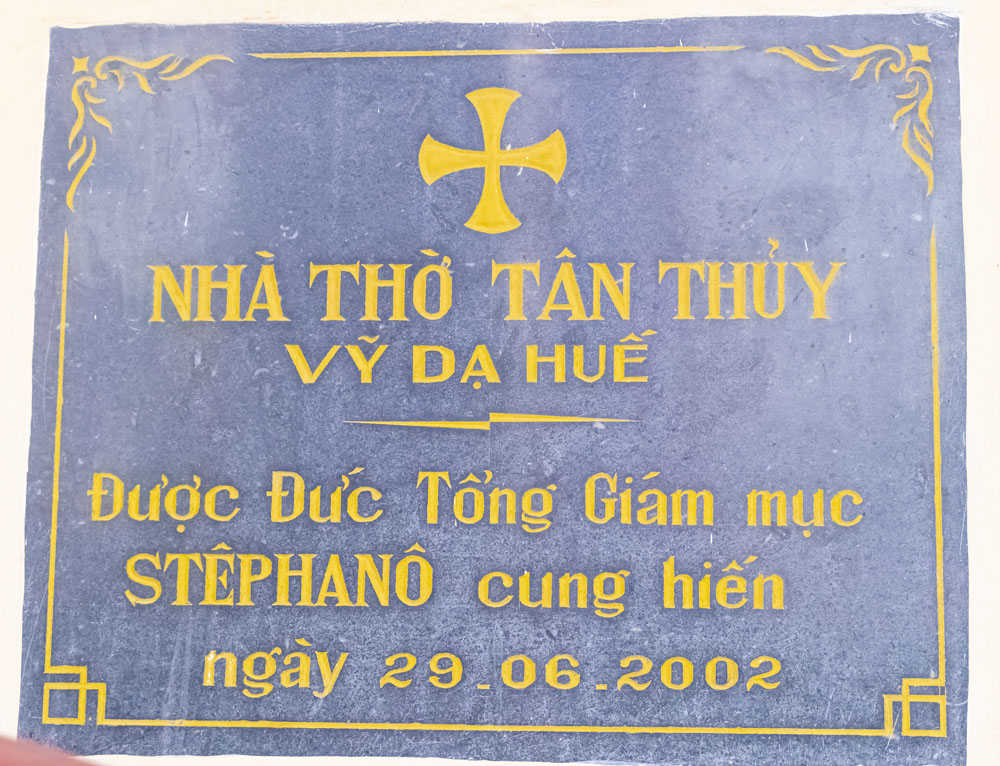 NHÀ THỜ TÂN THỦY
VỸ DẠ HUẾ
Được Đức Tổng Giám mục
STÊPHANÔ cung hiến
ngày 29.06.2002